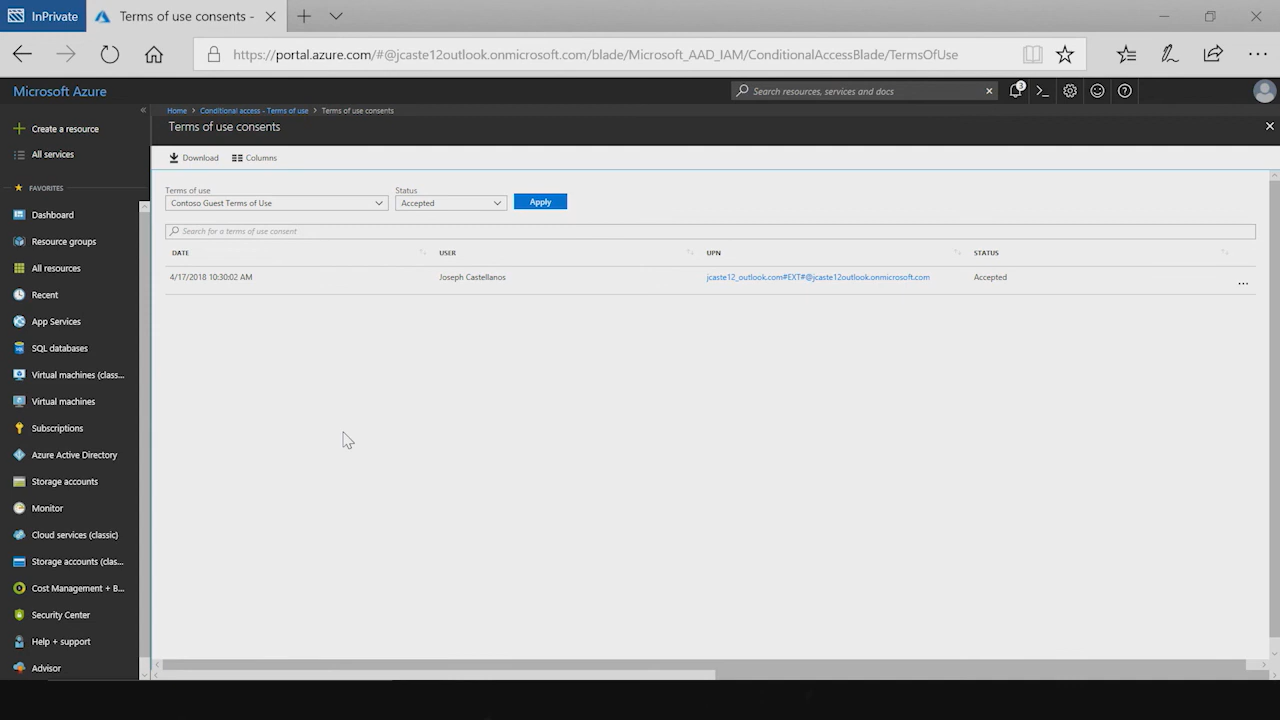 InPrivate
Terms of use consents -
https://portal.azure.com/#@jcaste12outlook.onmicrosoft.com/blade/Microsoft_AAD_IAM/ConditionalAccessBlade/TermsOfUse
Microsoft Azure
Search resources, services and docs
3
Home > Conditional access - Terms of use > Terms of use consents
Terms of use consents
Create a resource
All services
FAVORITES
Dashboard
Resource groups
All resources
Recent
App Services
SQL databases
Virtual machines (class...
Virtual machines
Subscriptions
Azure Active Directory
Storage accounts
Monitor
Cloud services (classic)
Storage accounts (clas...
Cost Management + B...
Security Center
Help + support
Advisor
Download Columns
Terms of use Status
Contoso Guest Terms of Use Accepted Apply
Search for a terms of use consent
DATE USER UPN STATUS
4/17/2018 10:30:02 AM Joseph Castellanos jcaste12_outlook.com#EXT#@jcaste12outlook.onmicrosoft.com Accepted ...